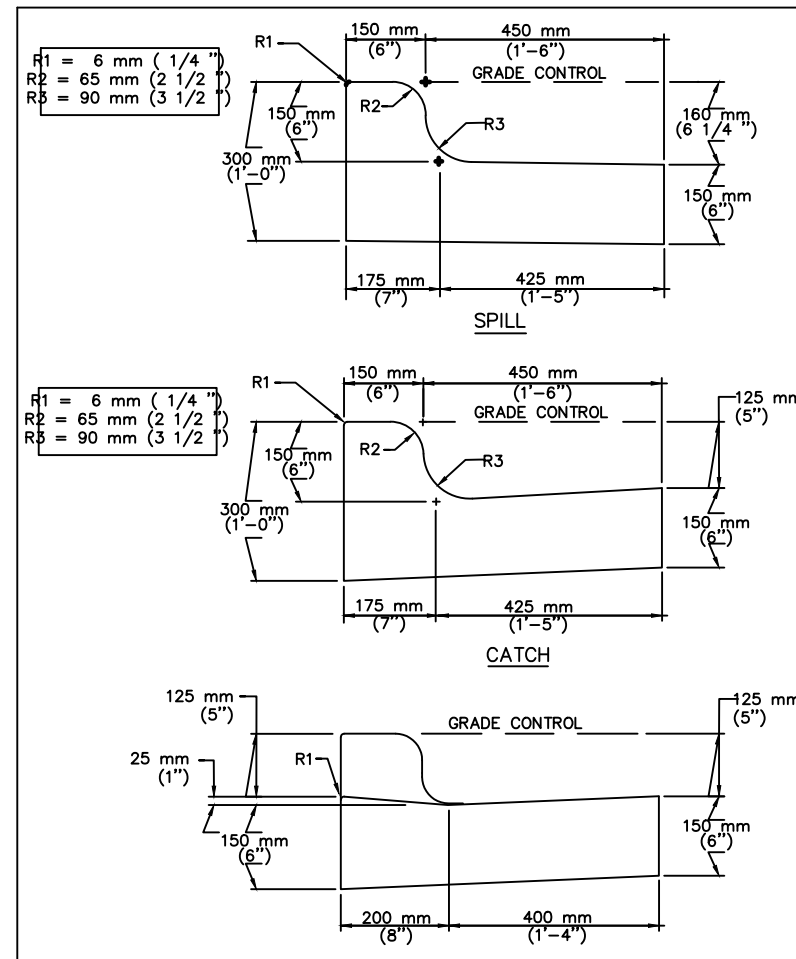 150 mm
(6")
450 mm
(1'-6")
R1
R1 = 6 mm ( 1/4 ")
R2 = 65 mm (2 1/2 ")
R3 = 90 mm (3 1/2 ")
GRADE CONTROL
R2
150 mm
(6")
R3
160 mm
(6 1/4 ")
300 mm
(1'-0")
150 mm
(6")
175 mm
(7")
425 mm
(1'-5")
SPILL
150 mm
(6")
450 mm
(1'-6")
R1
125 mm
(5")
R1 = 6 mm ( 1/4 ")
R2 = 65 mm (2 1/2 ")
R3 = 90 mm (3 1/2 ")
GRADE CONTROL
R2
150 mm
(6")
R3
300 mm
(1'-0")
150 mm
(6")
175 mm
(7")
425 mm
(1'-5")
CATCH
125 mm
(5")
GRADE CONTROL
125 mm
(5")
25 mm
(1")
R1
150 mm
(6")
150 mm
(6")
200 mm
(8")
400 mm
(1'-4")